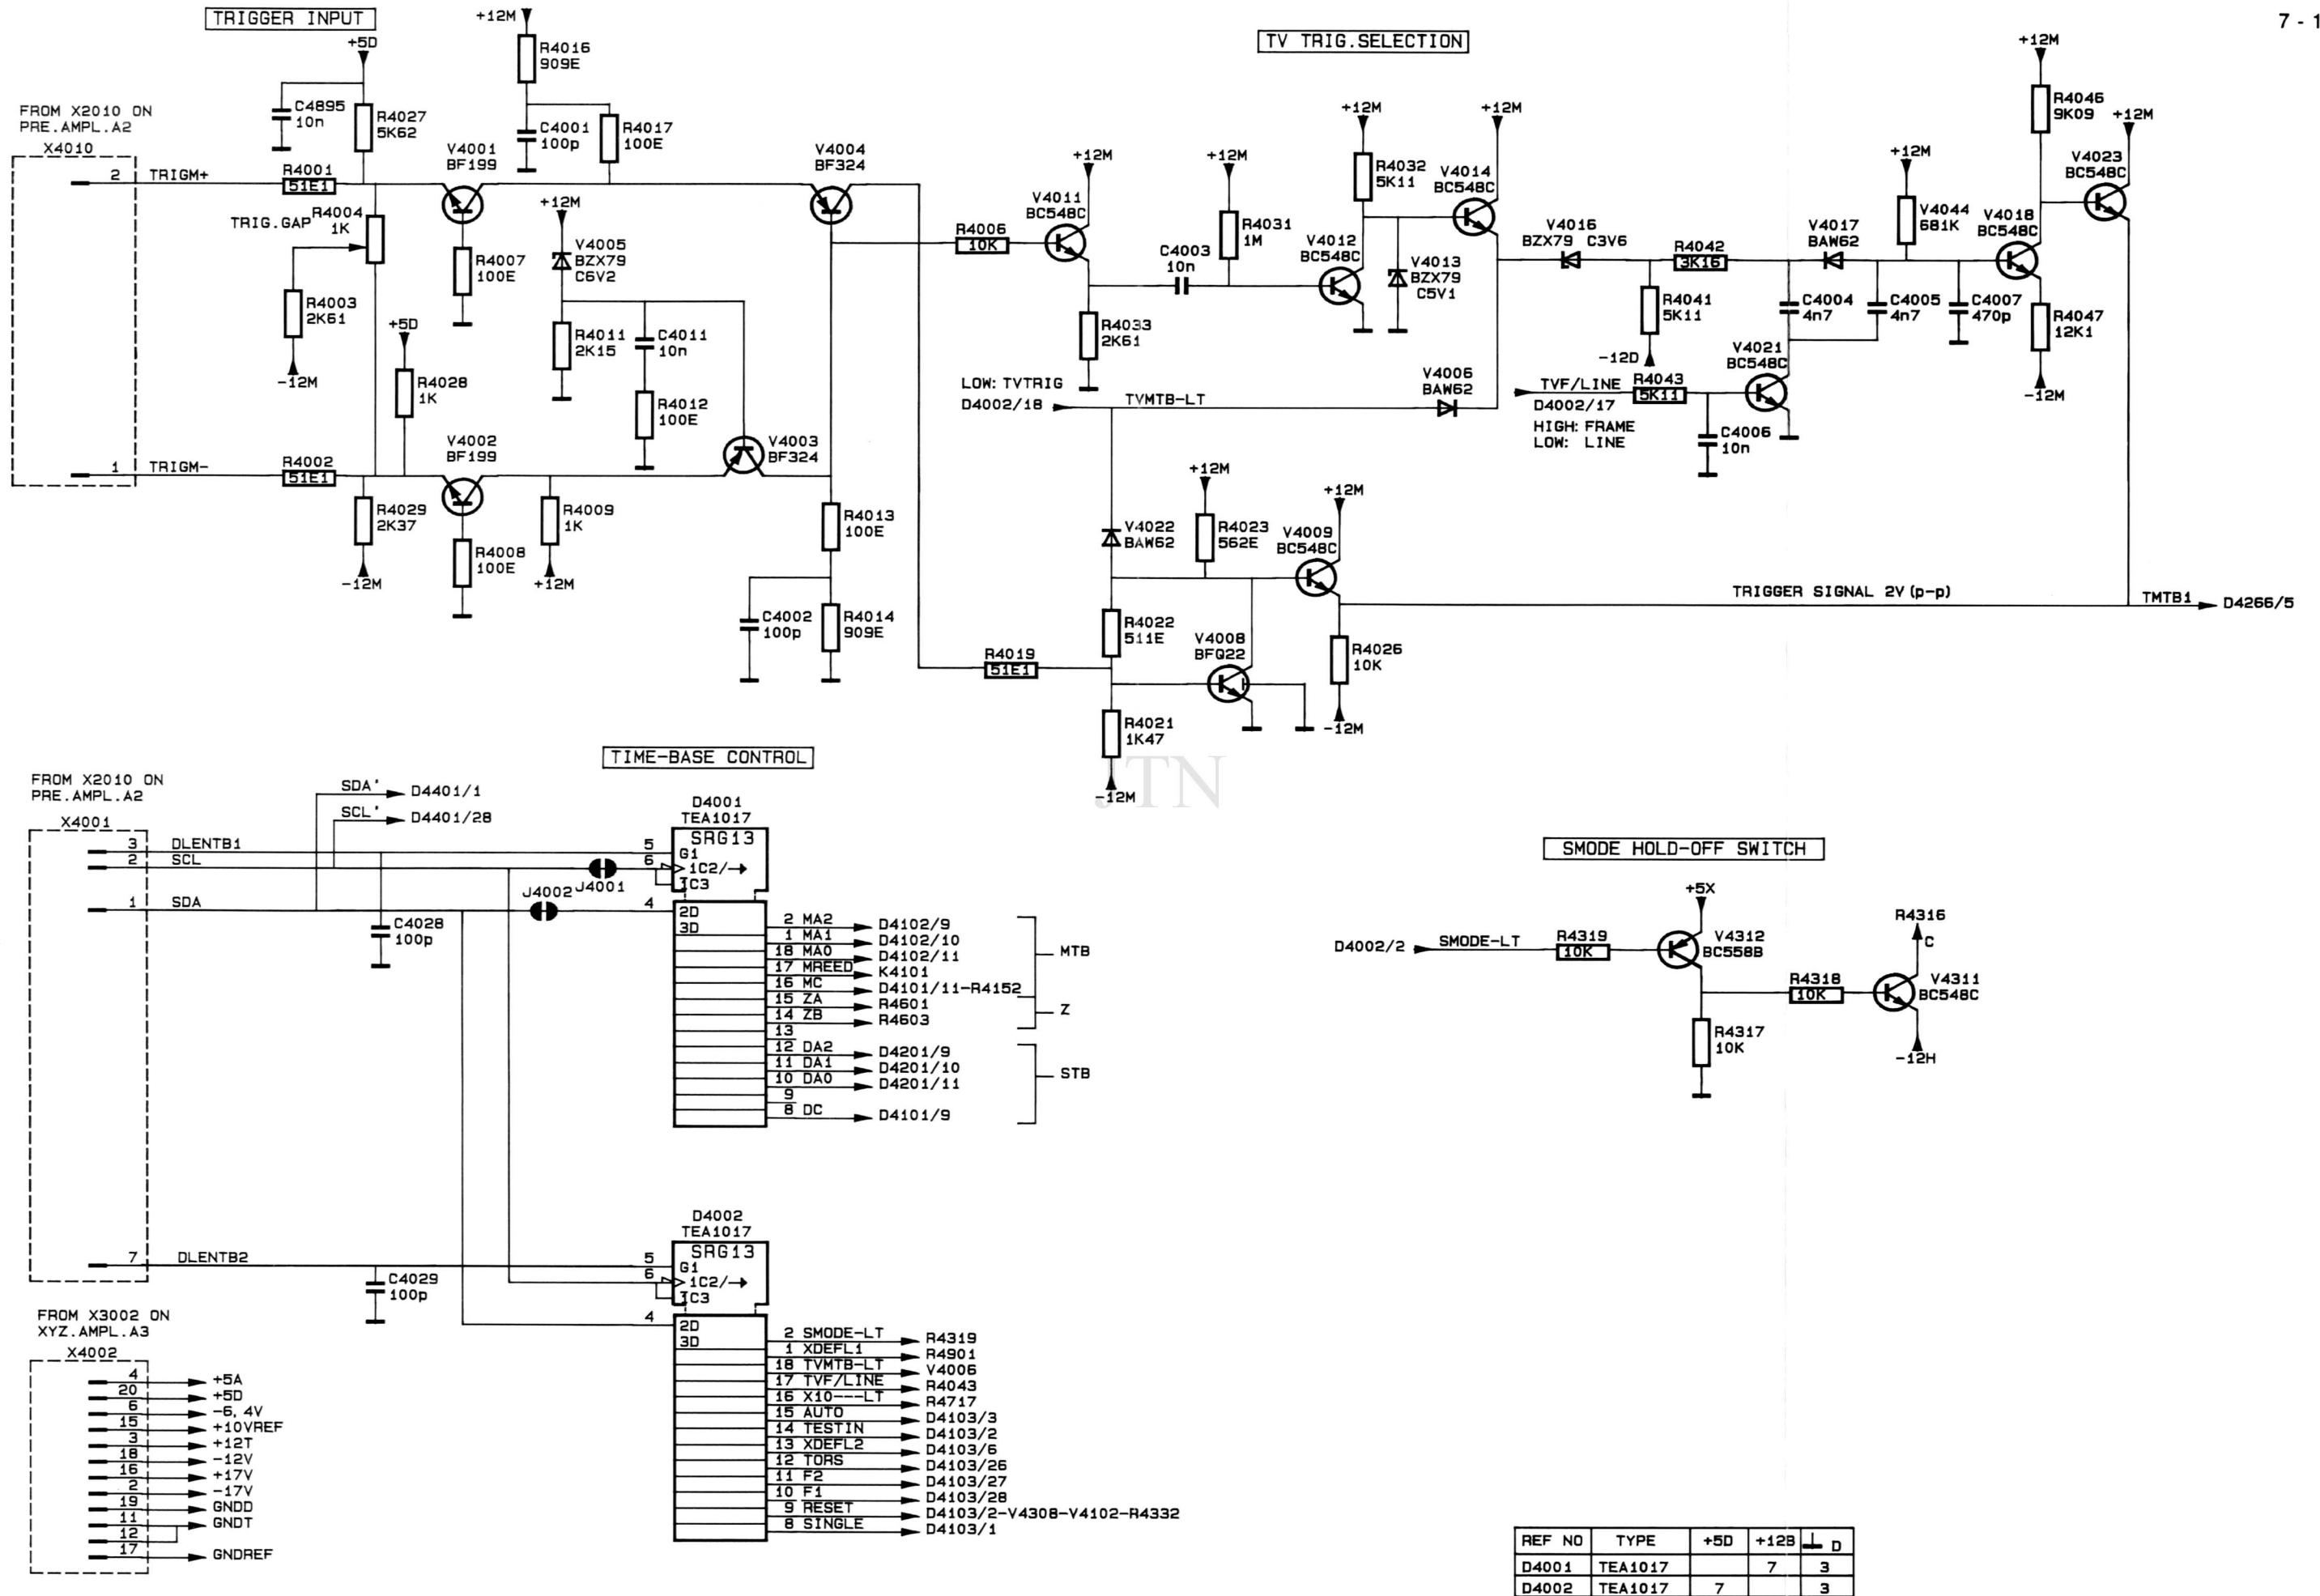 7 - 1
TRIGGER INPUT
+12M
+5D
R4016
909E
C4895
10n
R4027
5K62
C4001
100p
R4017
100E
FROM X2010 ON
PRE.AMPL.A2
X4010
2 TRIGM+
R4001
51E1
V4001
BF199
V4004
BF324
TRIG.GAP
R4004
1K
+12M
V4005
BZX79
C6V2
R4007
100E
R4003
2K61
-12M
+5D
R4028
1K
R4011
2K15
C4011
10n
R4012
100E
V4003
BF324
1 TRIGM-
R4002
51E1
V4002
BF199
R4029
2K37
-12M
R4008
100E
R4009
1K
+12M
R4013
100E
C4002
100p
R4014
909E
TV TRIG.SELECTION
R4006
10K
+12M
V4011
BC548C
R4033
2K61
C4003
10n
+12M
R4031
1M
+12M
R4032
5K11
V4012
BC548C
V4013
BZX79
C5V1
+12M
V4014
BC548C
V4016
BZX79 C3V6
R4042
3K16
R4041
5K11
-12D
V4017
BAW62
C4004
4n7
C4005
4n7
+12M
V4044
681K
C4007
470p
+12M
R4046
9K09
V4018
BC548C
R4047
12K1
-12M
+12M
V4023
BC548C
LOW: TVTRIG
D4002/18
TVMTB-LT
V4006
BAW62
TVF/LINE
D4002/17
HIGH: FRAME
LOW: LINE
R4043
5K11
C4006
10n
V4021
BC548C
V4022
BAW62
+12M
R4023
562E
+12M
V4009
BC548C
R4022
511E
V4008
BFQ22
R4019
51E1
R4021
1K47
-12M
R4026
10K
-12M
TRIGGER SIGNAL 2V (p-p)
TMTB1
D4266/5
JTN
TIME-BASE CONTROL
FROM X2010 ON
PRE.AMPL.A2
X4001
SDA' D4401/1
SCL' D4401/28
3 DLENTB1
2 SCL
1 SDA
C4028
100p
J4002
J4001
D4001
TEA1017
SRG13
5 G1
6 1C2/→
1C3
4 2D
3D
2 MA2 D4102/9
1 MA1 D4102/10
18 MA0 D4102/11
17 MREED K4101
16 MC D4101/11-R4152
15 ZA R4601
14 ZB R4603
13
12 DA2 D4201/9
11 DA1 D4201/10
10 DA0 D4201/11
9
8 DC D4101/9
MTB
Z
STB
SMODE HOLD-OFF SWITCH
D4002/2
SMODE-LT
R4319
10K
+5X
V4312
BC558B
R4318
10K
R4317
10K
R4316
C
V4311
BC548C
-12H
7 DLENTB2
C4029
100p
D4002
TEA1017
SRG13
5 G1
6 1C2/→
1C3
4 2D
3D
2 SMODE-LT R4319
1 XDEFL1 R4901
18 TVMTB-LT V4006
17 TVF/LINE R4043
16 X10---LT R4717
15 AUTO D4103/3
14 TESTIN D4103/2
13 XDEFL2 D4103/6
12 TORS D4103/26
11 F2 D4103/27
10 F1 D4103/28
9 RESET D4103/2-V4308-V4102-R4332
8 SINGLE D4103/1
FROM X3002 ON
XYZ.AMPL.A3
X4002
4 +5A
20 +5D
6 -6, 4V
15 +10VREF
3 +12T
18 -12V
16 +17V
2 -17V
19 GNDD
11 GNDT
12
17 GNDREF
REF NO TYPE +5D +12B ⊥ D
D4001 TEA1017 7 3
D4002 TEA1017 7 3